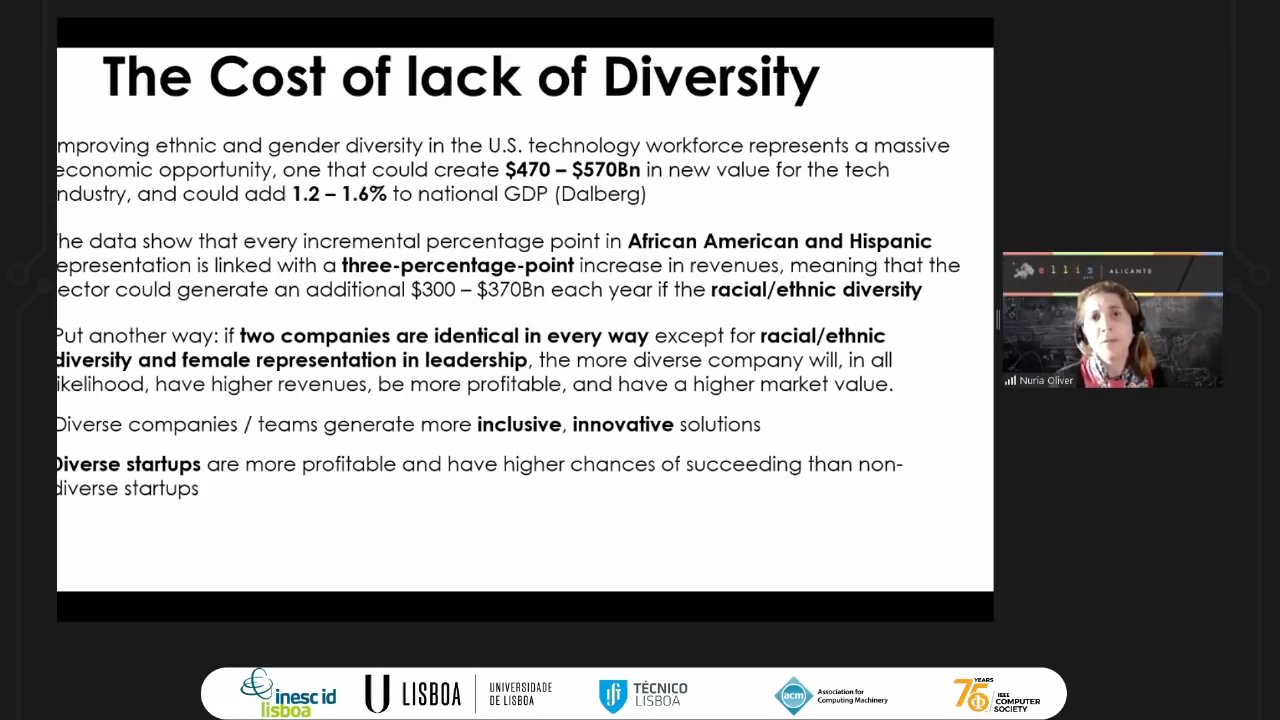 The Cost of lack of Diversity
mproving ethnic and gender diversity in the U.S. technology workforce represents a massive
economic opportunity, one that could create $470 – $570Bn in new value for the tech
ndustry, and could add 1.2 – 1.6% to national GDP (Dalberg)
he data show that every incremental percentage point in African American and Hispanic
epresentation is linked with a three-percentage-point increase in revenues, meaning that the
ector could generate an additional $300 – $370Bn each year if the racial/ethnic diversity
Put another way: if two companies are identical in every way except for racial/ethnic
diversity and female representation in leadership, the more diverse company will, in all
ikelihood, have higher revenues, be more profitable, and have a higher market value.
Diverse companies / teams generate more inclusive, innovative solutions
Diverse startups are more profitable and have higher chances of succeeding than non-
diverse startups
ellis | ALICANTE
Nuria Oliver
inesc id
lisboa
LISBOA
UNIVERSIDADE
DE LISBOA
TÉCNICO
LISBOA
acm
Association for
Computing Machinery
75 YEARS
IEEE
COMPUTER
SOCIETY